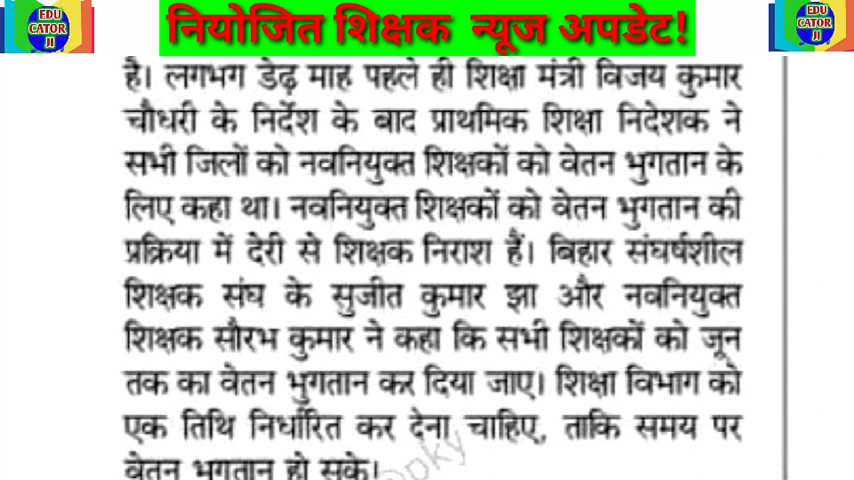 EDU
CATOR
JI
नियोजित शिक्षक न्यूज अपडेट!
EDU
CATOR
JI
है। लगभग डेढ़ माह पहले ही शिक्षा मंत्री विजय कुमार
चौधरी के निर्देश के बाद प्राथमिक शिक्षा निदेशक ने
सभी जिलों को नवनियुक्त शिक्षकों को वेतन भुगतान के
लिए कहा था। नवनियुक्त शिक्षकों को वेतन भुगतान की
प्रक्रिया में देरी से शिक्षक निराश हैं। बिहार संघर्षशील
शिक्षक संघ के सुजीत कुमार झा और नवनियुक्त
शिक्षक सौरभ कुमार ने कहा कि सभी शिक्षकों को जून
तक का वेतन भुगतान कर दिया जाए। शिक्षा विभाग को
एक तिथि निर्धारित कर देना चाहिए, ताकि समय पर
वेतन भुगतान हो सके।